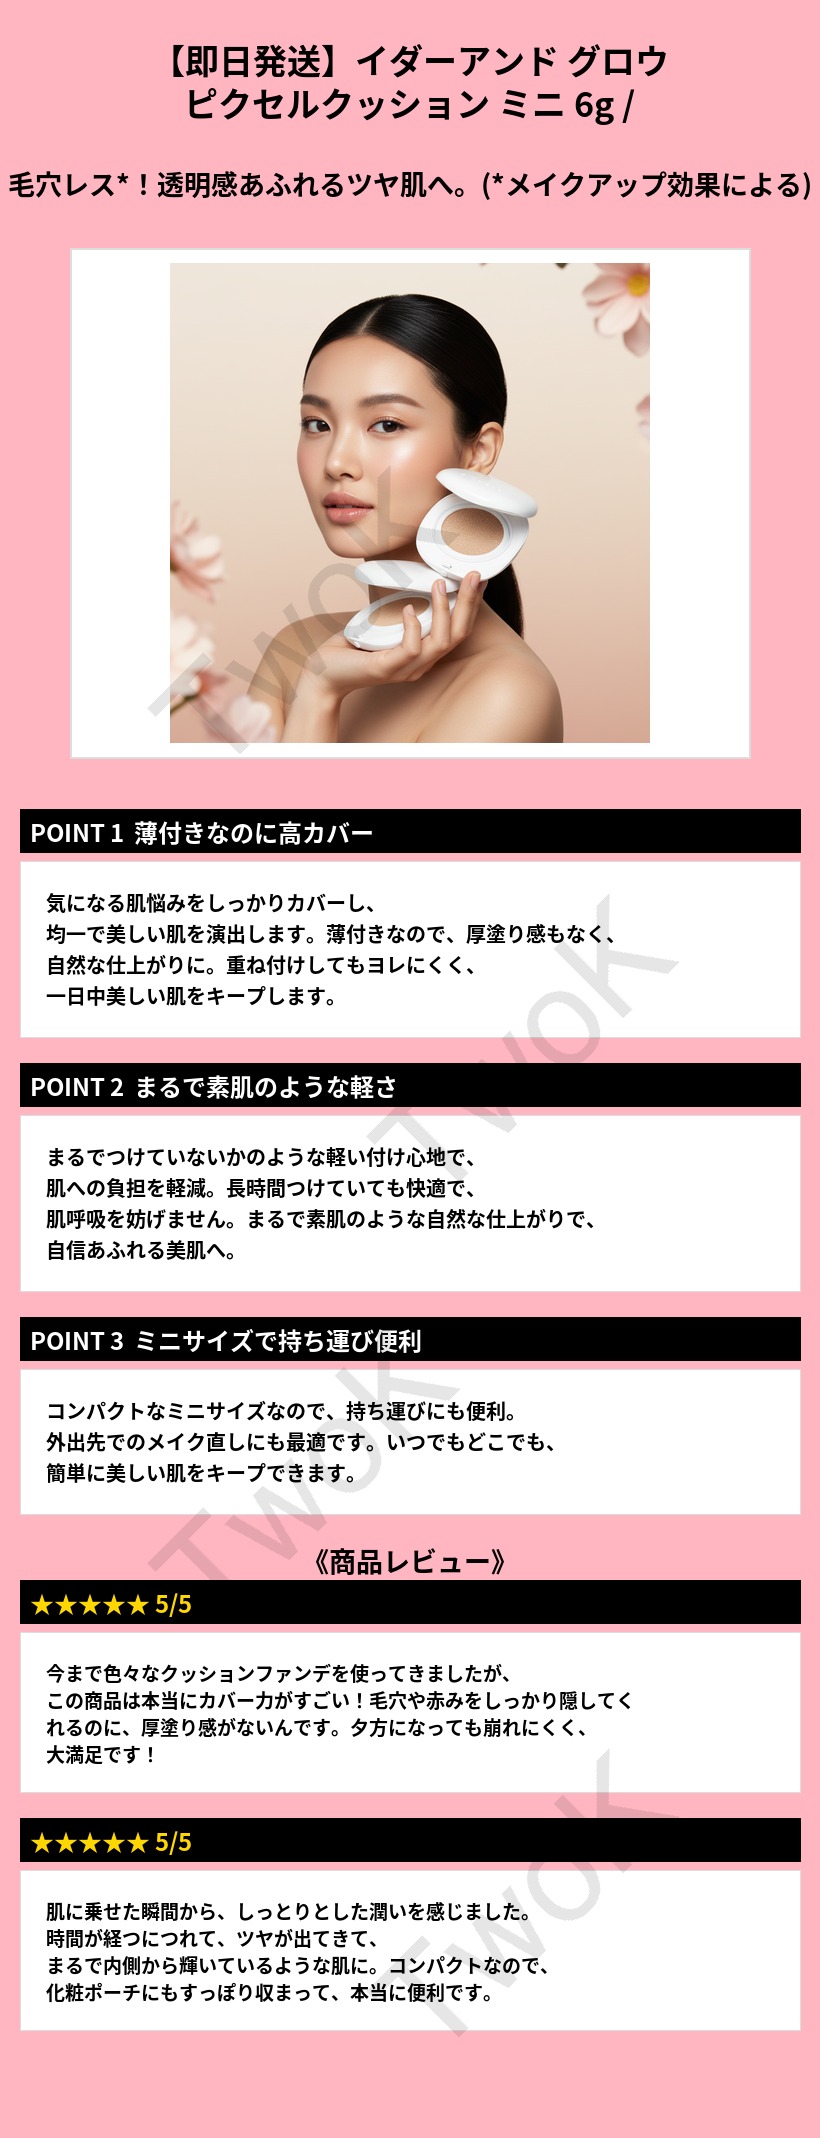 【即日発送】イダーアンド グロウ
ピクセルクッション ミニ 6g /
毛穴レス*！透明感あふれるツヤ肌へ。(*メイクアップ効果による)
Twok
POINT 1 薄付きなのに高カバー
気になる肌悩みをしっかりカバーし、
均一で美しい肌を演出します。薄付きなので、厚塗り感もなく、
自然な仕上がりに。重ね付けしてもヨレにくく、
一日中美しい肌をキープします。
Twok
POINT 2 まるで素肌のような軽さ
まるでつけていないかのような軽い付け心地で、
肌への負担を軽減。長時間つけていても快適で、
肌呼吸を妨げません。まるで素肌のような自然な仕上がりで、
自信あふれる美肌へ。
POINT 3 ミニサイズで持ち運び便利
コンパクトなミニサイズなので、持ち運びにも便利。
外出先でのメイク直しにも最適です。いつでもどこでも、
簡単に美しい肌をキープできます。
Twok
《商品レビュー》
★★★★★ 5/5
今まで色々なクッションファンデを使ってきましたが、
この商品は本当にカバー力がすごい！毛穴や赤みをしっかり隠してく
れるのに、厚塗り感がないんです。夕方になっても崩れにくく、
大満足です！
★★★★★ 5/5
肌に乗せた瞬間から、しっとりとした潤いを感じました。
時間が経つにつれて、ツヤが出てきて、
まるで内側から輝いているような肌に。コンパクトなので、
化粧ポーチにもすっぽり収まって、本当に便利です。
Twok